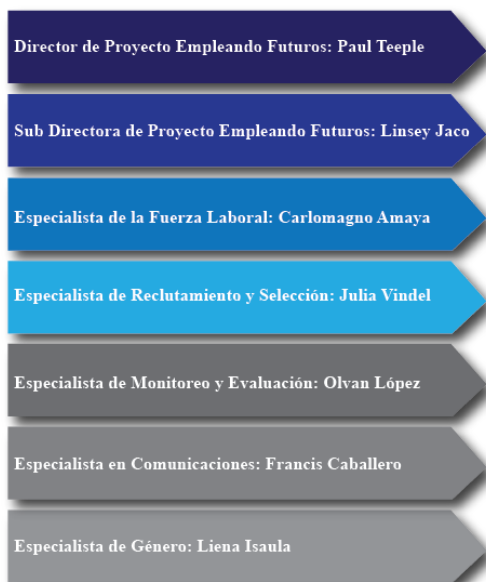 Director de Proyecto Empleando Futuros: Paul Teeple
Sub Directora de Proyecto Empleando Futuros: Linsey Jaco
Especialista de la Fuerza Laboral: Carlomagno Amaya
Especialista de Reclutamiento y Selección: Julia Vindel
Especialista de Monitoreo y Evaluación: Olvan López
Especialista en Comunicaciones: Francis Caballero
Especialista de Género: Liena Isaula